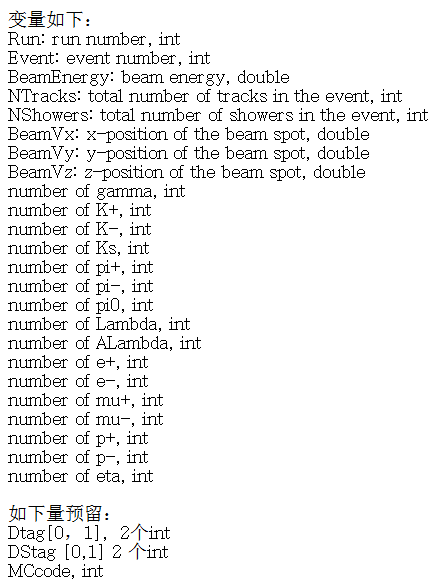 变量如下：
Run: run number, int
Event: event number, int
BeamEnergy: beam energy, double
NTracks: total number of tracks in the event, int
NShowers: total number of showers in the event, int
BeamVx: x-position of the beam spot, double
BeamVy: y-position of the beam spot, double
BeamVz: z-position of the beam spot, double
number of gamma, int
number of K+, int
number of K-, int
number of Ks, int
number of pi+, int
number of pi-, int
number of pi0, int
number of Lambda, int
number of ALambda, int
number of e+, int
number of e-, int
number of mu+, int
number of mu-, int
number of p+, int
number of p-, int
number of eta, int
如下量预留：
Dtag[0，1]，2个int
DStag [0,1] 2 个int
MCcode, int